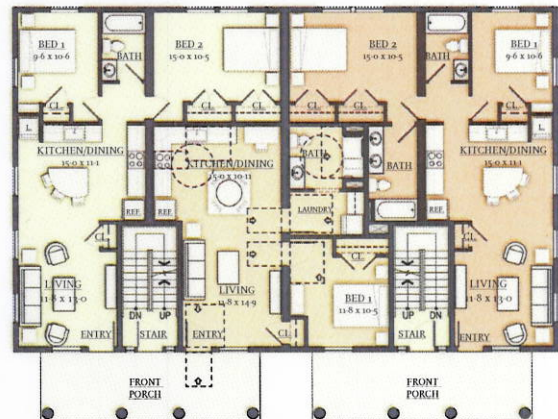 BED 1
9-6 x 10-6
BATH
BED 2
15-0 x 10-5
BED 2
15-0 x 10-5
BATH
BED 1
9-6 x 10-6
CL.
CL.
CL.
CL.
CL.
CL.
L.
KITCHEN/DINING
15-0 x 11-1
KITCHEN/DINING
15-0 x 10-11
BATH
BATH
KITCHEN/DINING
15-0 x 11-1
L.
REF.
REF.
LAUNDRY
REF.
CL.
CL.
CL.
LIVING
11-8 x 13-0
LIVING
14-8 x 14-9
BED 1
11-8 x 10-5
LIVING
11-8 x 13-0
DN UP
UP DN
ENTRY
STAIR
ENTRY
CL.
STAIR
ENTRY
FRONT
PORCH
FRONT
PORCH